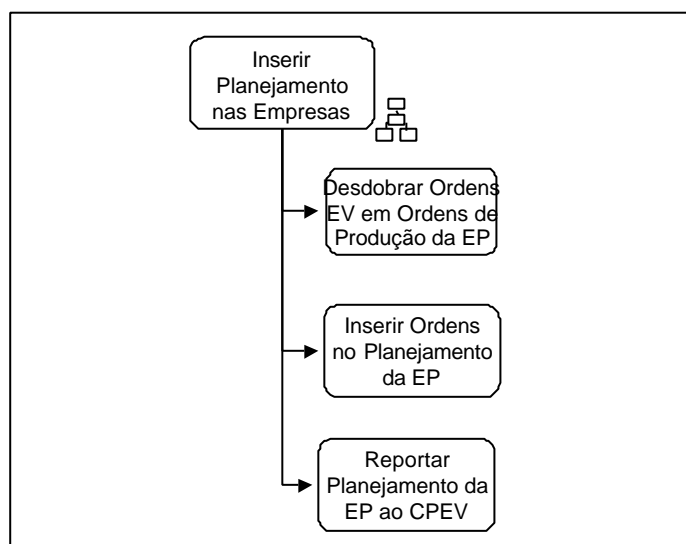 Inserir
Planejamento
nas Empresas
Desdobrar Ordens
EV em Ordens de
Produção da EP
Inserir Ordens
no Planejamento
da EP
Reportar
Planejamento da
EP ao CPEV